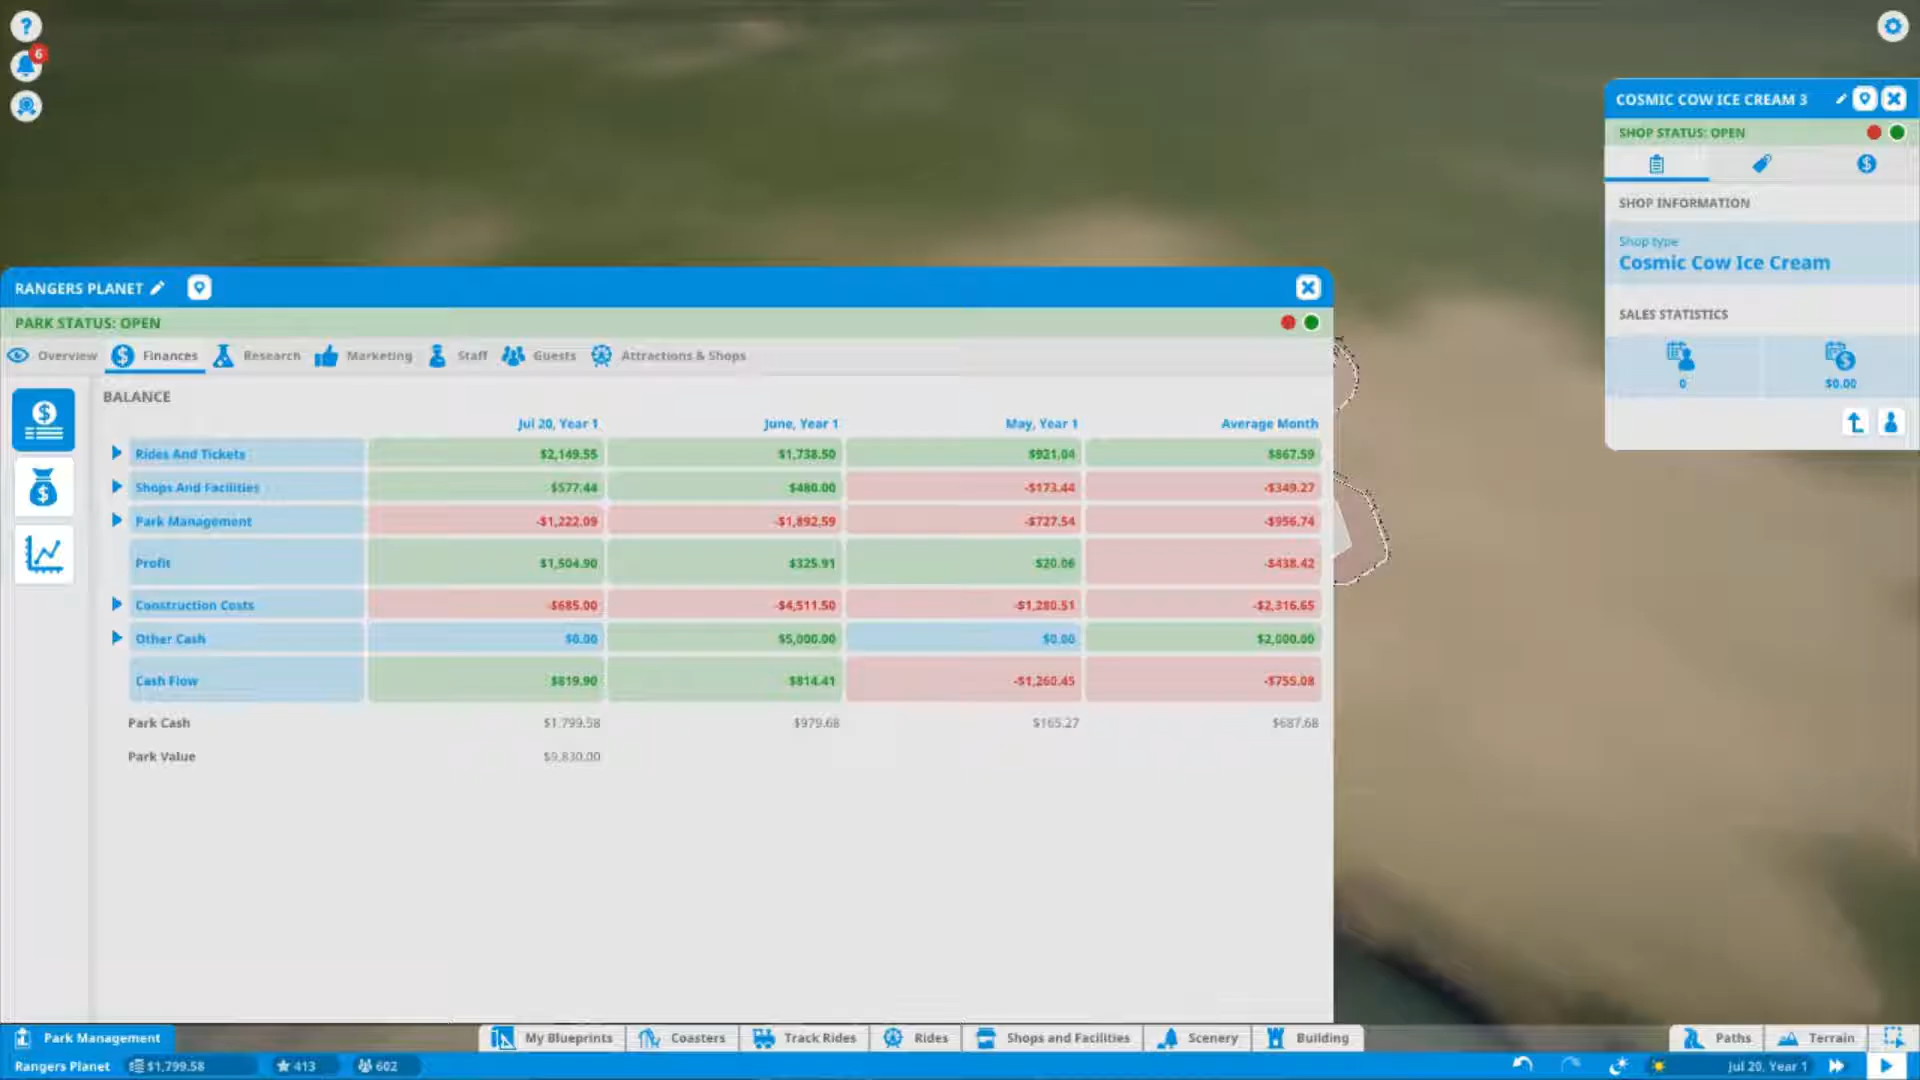 ?
6
COSMIC COW ICE CREAM 3
SHOP STATUS: OPEN
SHOP INFORMATION
Shop type
Cosmic Cow Ice Cream
SALES STATISTICS
0 $0.00
RANGERS PLANET
PARK STATUS: OPEN
Overview Finances Research Marketing Staff Guests Attractions & Shops
BALANCE
Jul 20, Year 1 June, Year 1 May, Year 1 Average Month
Rides And Tickets $2,149.55 $1,738.50 $921.04 $867.59
Shops And Facilities $577.44 $480.00 -$173.44 -$349.27
Park Management -$1,222.09 -$1,892.59 -$727.54 -$956.74
Profit $1,504.90 $325.91 $20.06 -$438.42
Construction Costs -$685.00 -$4,511.50 -$1,280.51 -$2,316.65
Other Cash $0.00 $5,000.00 $0.00 $2,000.00
Cash Flow $819.90 $814.41 -$1,260.45 -$755.08
Park Cash $1,799.58 $979.68 $165.27 $687.68
Park Value $9,830.00
Park Management My Blueprints Coasters Track Rides Rides Shops and Facilities Scenery Building Paths Terrain
Rangers Planet $1,799.58 413 602 Jul 20, Year 1